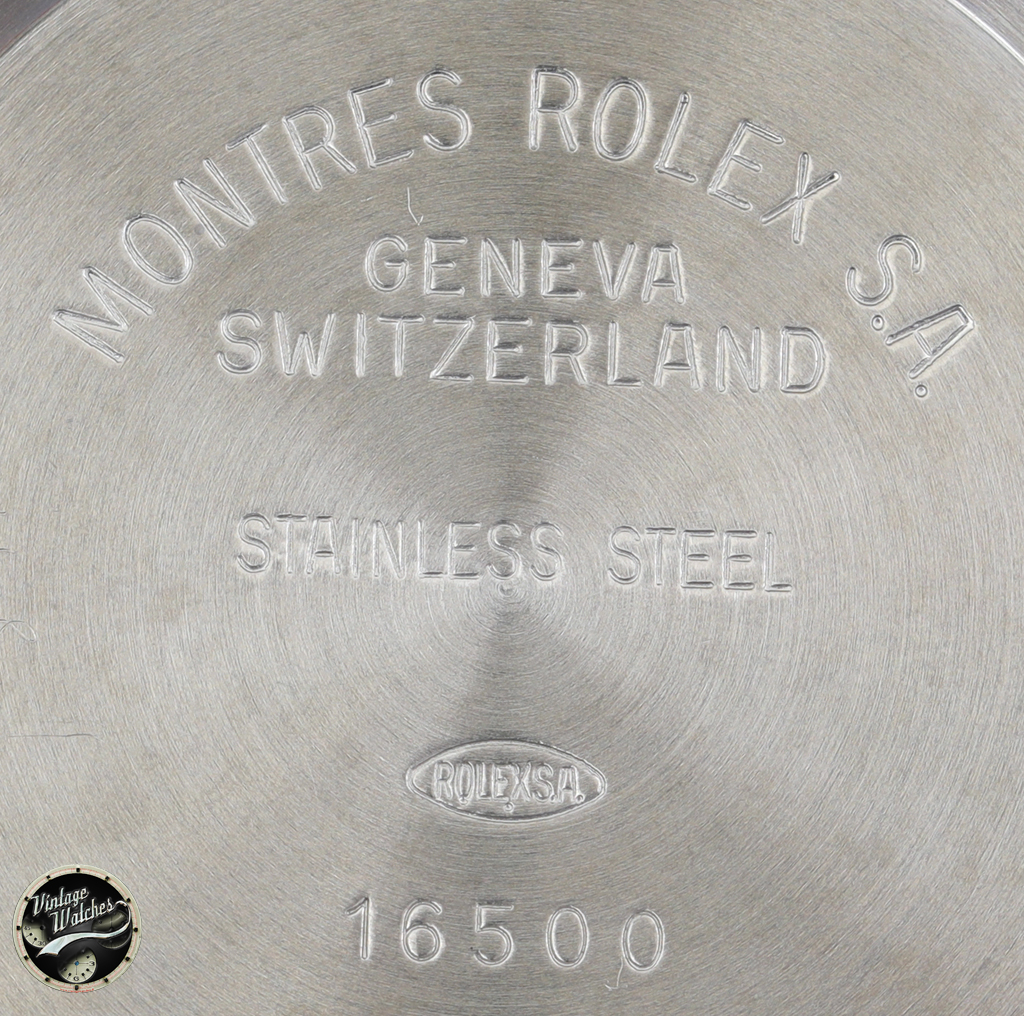 MONTRES ROLEX S.A.
GENEVA
SWITZERLAND
STAINLESS STEEL
ROLEX S.A.
16500
Vintage
Watches